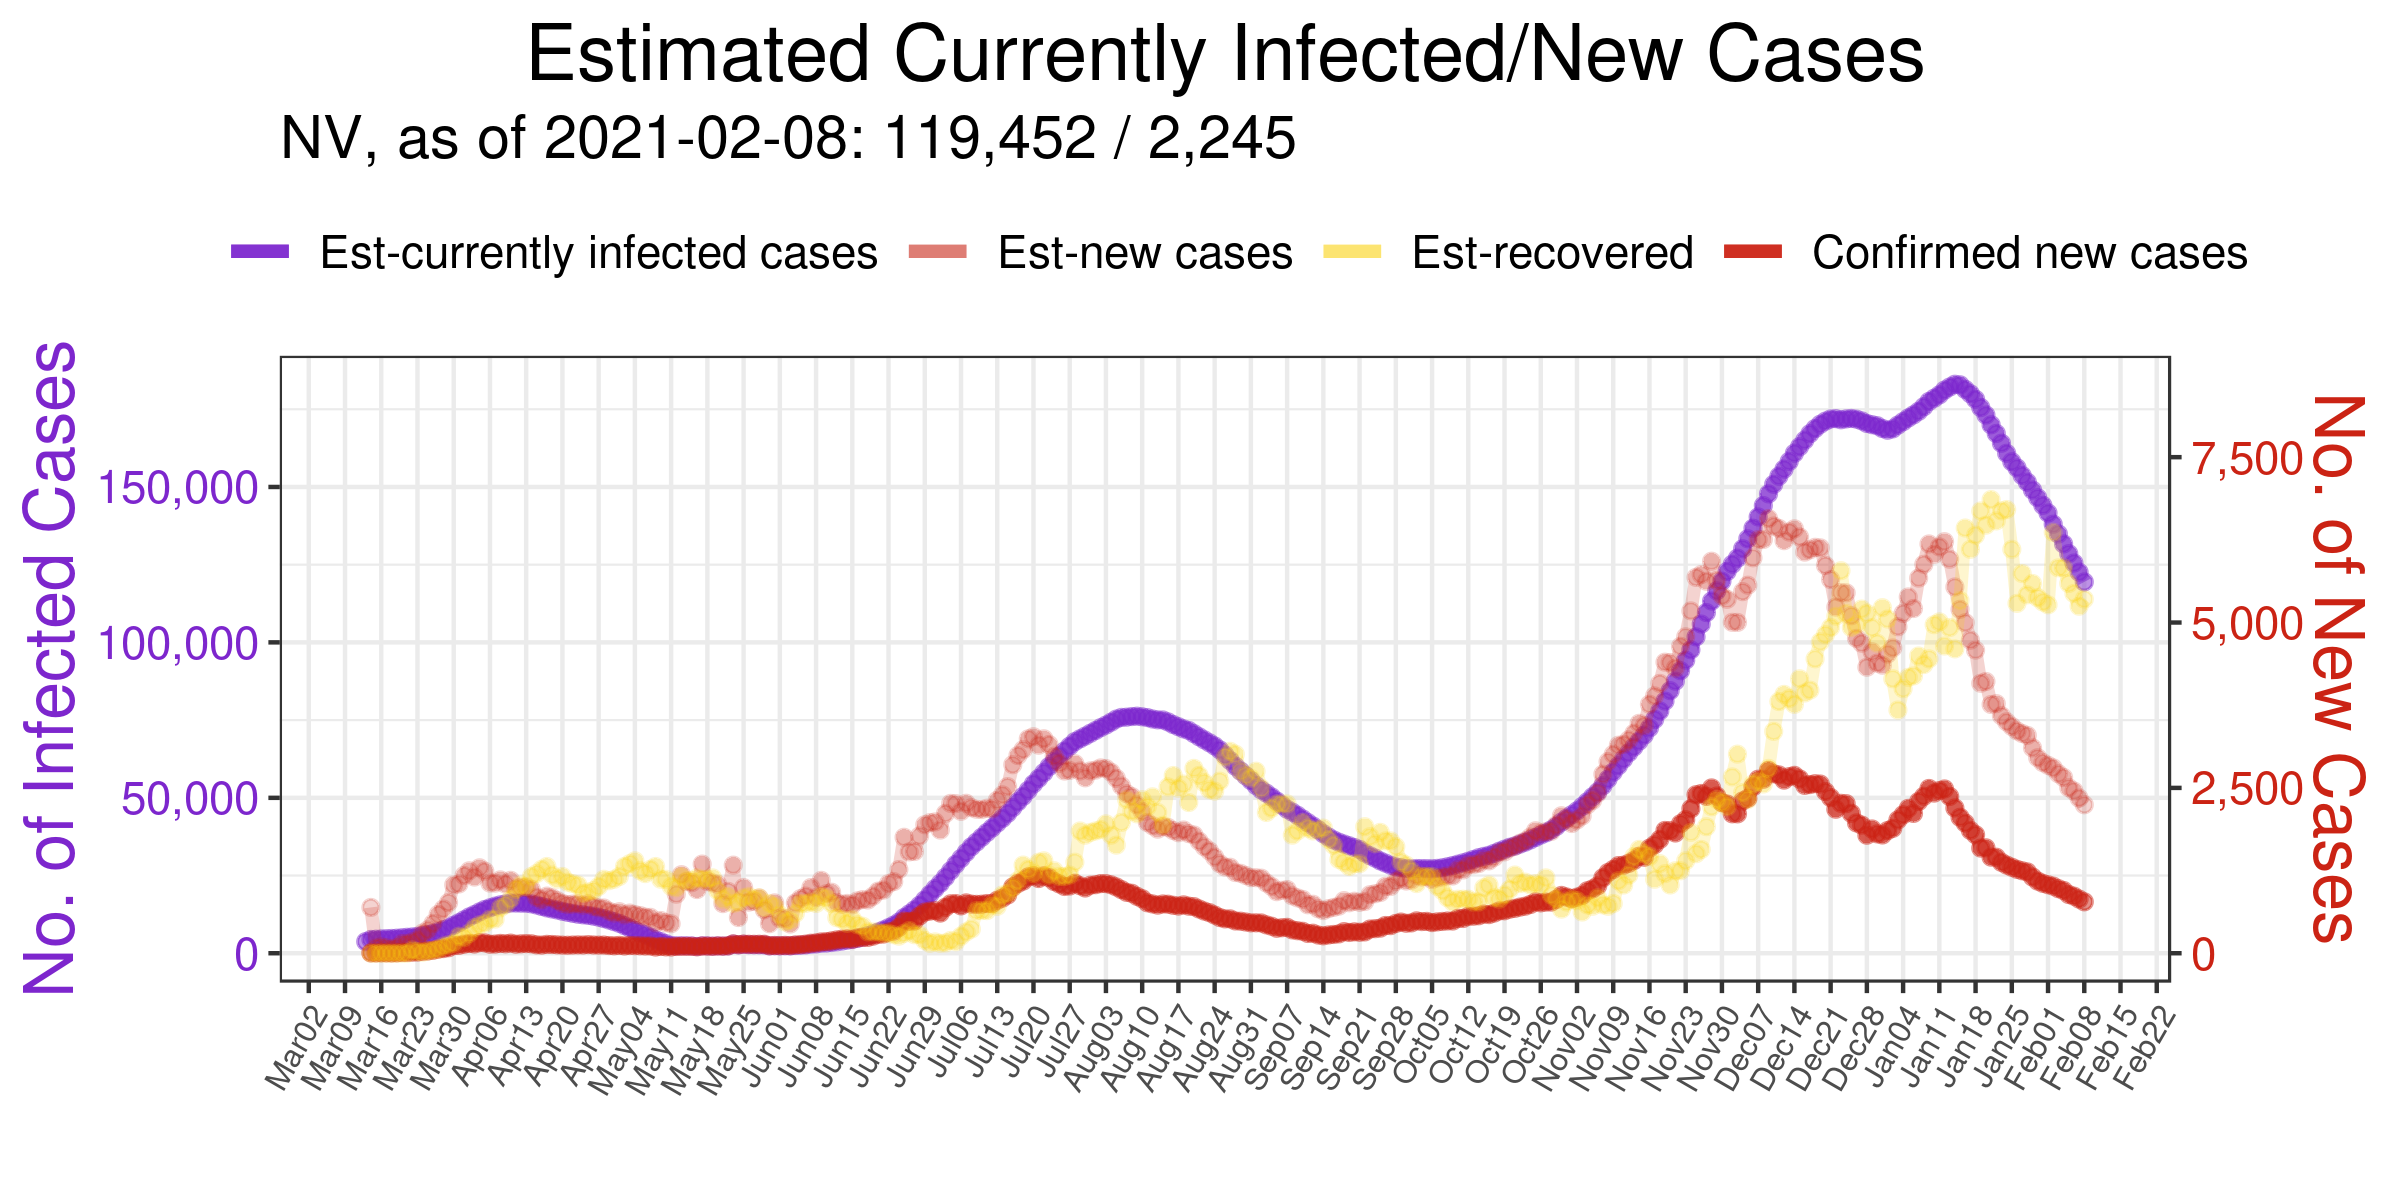 Estimated Currently Infected/New Cases
NV, as of 2021-02-08: 119,452 / 2,245
Est-currently infected cases
Est-new cases
Est-recovered
Confirmed new cases
No. of Infected Cases
150,000
100,000
50,000
0
7,500
5,000
2,500
0
No. of New Cases
Mar02
Mar09
Mar16
Mar23
Mar30
Apr06
Apr13
Apr20
Apr27
May04
May11
May18
May25
Jun01
Jun08
Jun15
Jun22
Jun29
Jul06
Jul13
Jul20
Jul27
Aug03
Aug10
Aug17
Aug24
Aug31
Sep07
Sep14
Sep21
Sep28
Oct05
Oct12
Oct19
Oct26
Nov02
Nov09
Nov16
Nov23
Nov30
Dec07
Dec14
Dec21
Dec28
Jan04
Jan11
Jan18
Jan25
Feb01
Feb08
Feb15
Feb22